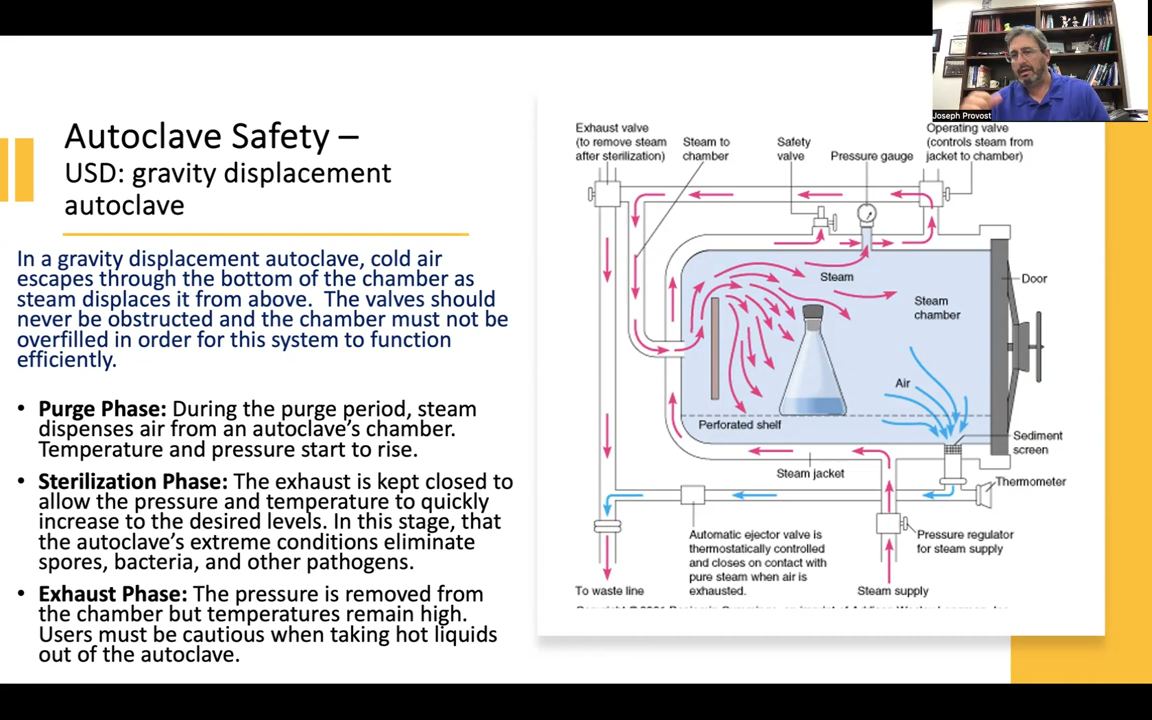 Joseph Provost
Autoclave Safety –
USD: gravity displacement
autoclave
In a gravity displacement autoclave, cold air
escapes through the bottom of the chamber as
steam displaces it from above.  The valves should
never be obstructed and the chamber must not be
overfilled in order for this system to function
efficiently.
• Purge Phase: During the purge period, steam
dispenses air from an autoclave's chamber.
Temperature and pressure start to rise.
• Sterilization Phase: The exhaust is kept closed to
allow the pressure and temperature to quickly
increase to the desired levels. In this stage, that
the autoclave's extreme conditions eliminate
spores, bacteria, and other pathogens.
• Exhaust Phase: The pressure is removed from
the chamber but temperatures remain high.
Users must be cautious when taking hot liquids
out of the autoclave.
Exhaust valve
(to remove steam
after sterilization)
Steam to
chamber
Safety
valve
Pressure gauge
Operating valve
(controls steam from
jacket to chamber)
Steam
Door
Steam
chamber
Air
Perforated shelf
Sediment
screen
Steam jacket
Thermometer
Automatic ejector valve is
thermostatically controlled
and closes on contact with
pure steam when air is
exhausted.
Pressure regulator
for steam supply
To waste line
Steam supply